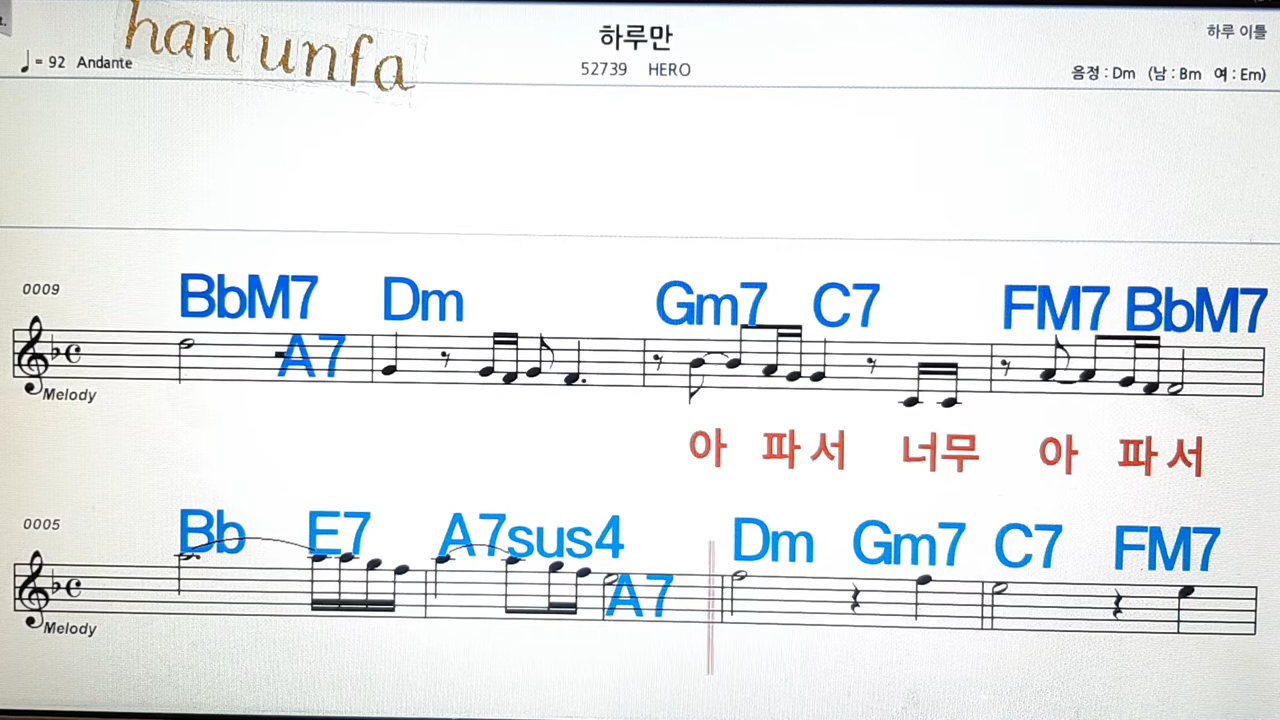 han unfa
하루만
하루 이틀
♩= 92 Andante
52739 HERO
음정 : Dm (남 : Bm 여 : Em)
0009
BbM7 Dm Gm7 C7 FM7 BbM7
A7
Melody
아 파 서 너무 아 파 서
0005
Bb E7 A7sus4 Dm Gm7 C7 FM7
A7
Melody